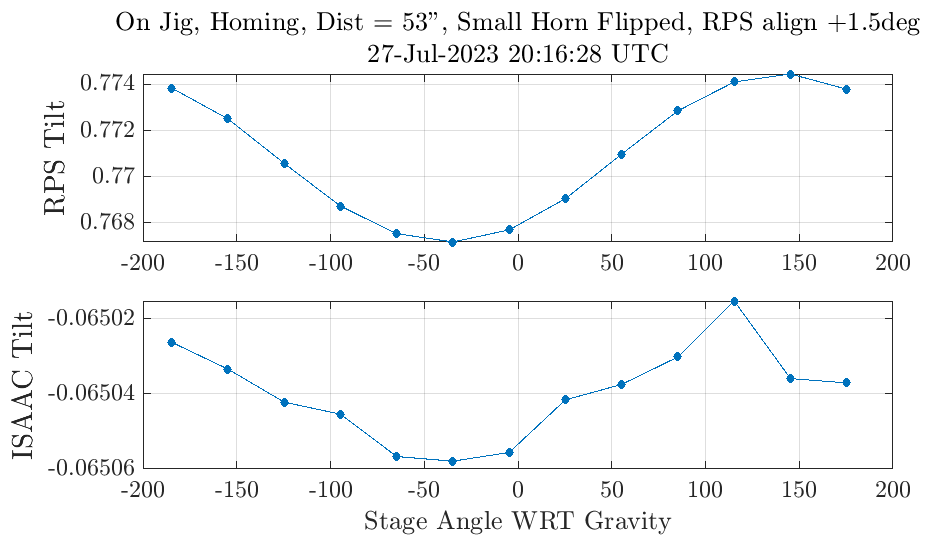 On Jig, Homing, Dist = 53”, Small Horn Flipped, RPS align +1.5deg
27-Jul-2023 20:16:28 UTC
0.774
0.772
0.77
0.768
RPS Tilt
-200 -150 -100 -50 0 50 100 150 200
-0.06502
-0.06504
-0.06506
ISAAC Tilt
-200 -150 -100 -50 0 50 100 150 200
Stage Angle WRT Gravity